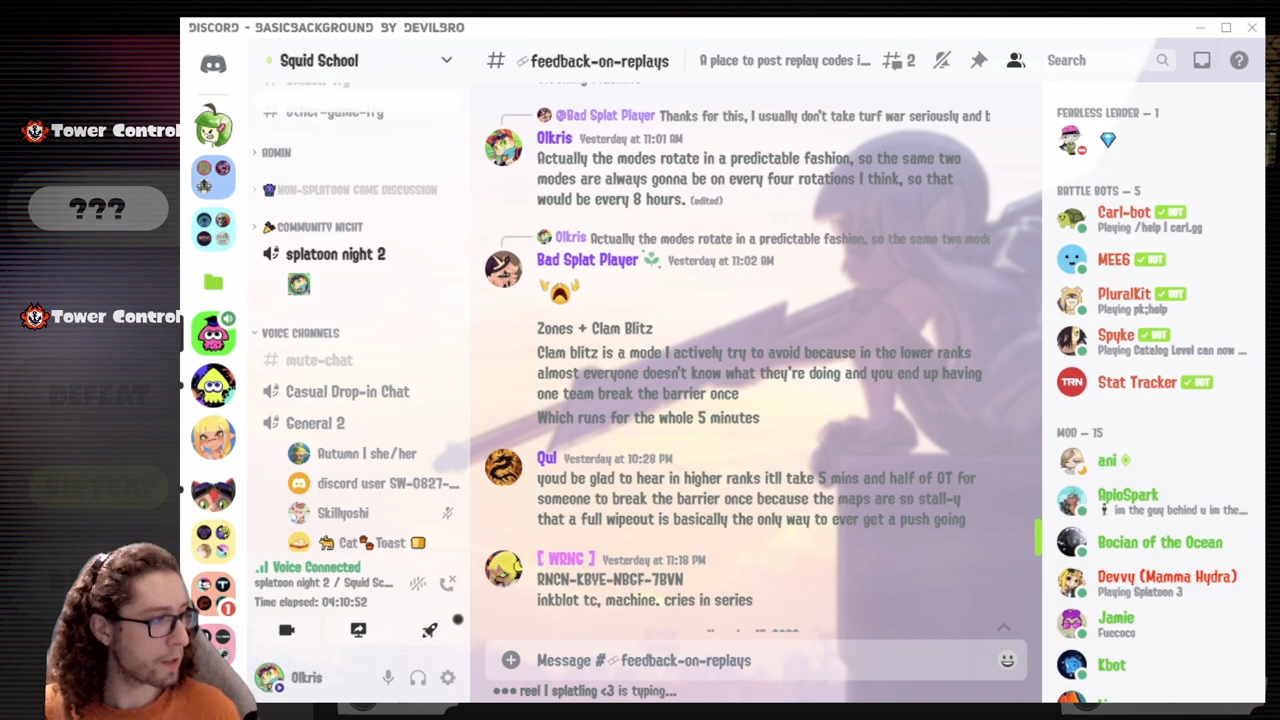 DISCORD - BASICBACKGROUND BY DEVILBRO
Squid School
# other-game-lfg
ADMIN
NON-SPLATOON GAME DISCUSSION
COMMUNITY NIGHT
splatoon night 2
VOICE CHANNELS
# mute-chat
Casual Drop-in Chat
General 2
Autumn | she/her
discord user SW-0827-...
Skillyoshi
Cat Toast
Voice Connected
splatoon night 2 / Squid Sc...
Time elapsed: 04:10:52
Olkris
# feedback-on-replays
A place to post replay codes i...
2
Search
@Bad Splat Player Thanks for this, I usually don't take turf war seriously and b
Olkris Yesterday at 11:01 AM
Actually the modes rotate in a predictable fashion, so the same two
modes are always gonna be on every four rotations I think, so that
would be every 8 hours. (edited)
Olkris Actually the modes rotate in a predictable fashion, so the same two mode
Bad Splat Player Yesterday at 11:02 AM
Zones + Clam Blitz
Clam blitz is a mode I actively try to avoid because in the lower ranks
almost everyone doesn't know what they're doing and you end up having
one team break the barrier once
Which runs for the whole 5 minutes
Qul Yesterday at 10:28 PM
youd be glad to hear in higher ranks itll take 5 mins and half of OT for
someone to break the barrier once because the maps are so stall-y
that a full wipeout is basically the only way to ever get a push going
[ WRNG ] Yesterday at 11:18 PM
RNCN-KBYE-NBGF-7BVN
inkblot tc, machine. cries in series
Message # feedback-on-replays
reel | splatling <3 is typing...
FEARLESS LEADER – 1
BATTLE BOTS – 5
Carl-bot BOT
Playing /help | carl.gg
MEE6 BOT
PluralKit BOT
Playing pk;help
Spyke BOT
Playing Catalog Level can now ...
TRN
Stat Tracker BOT
MOD – 15
ani
AploSpark
im the guy behind u im the...
Bocian of the Ocean
Devvy (Mamma Hydra)
Playing Splatoon 3
Jamie
Fuecoco
Kbot
Tower Control
???
Tower Control
DEFEAT
VICTORY
1